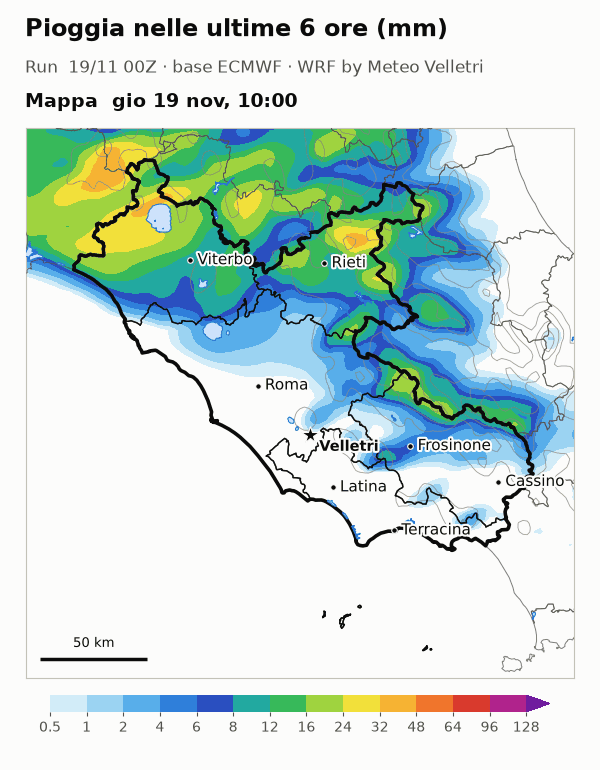 Pioggia nelle ultime 6 ore (mm)
Run  19/11 00Z · base ECMWF · WRF by Meteo Velletri
Mappa  gio 19 nov, 10:00
Viterbo
Rieti
Roma
Velletri
Frosinone
Cassino
Latina
Terracina
50 km
0.5 1 2 4 6 8 12 16 24 32 48 64 96 128